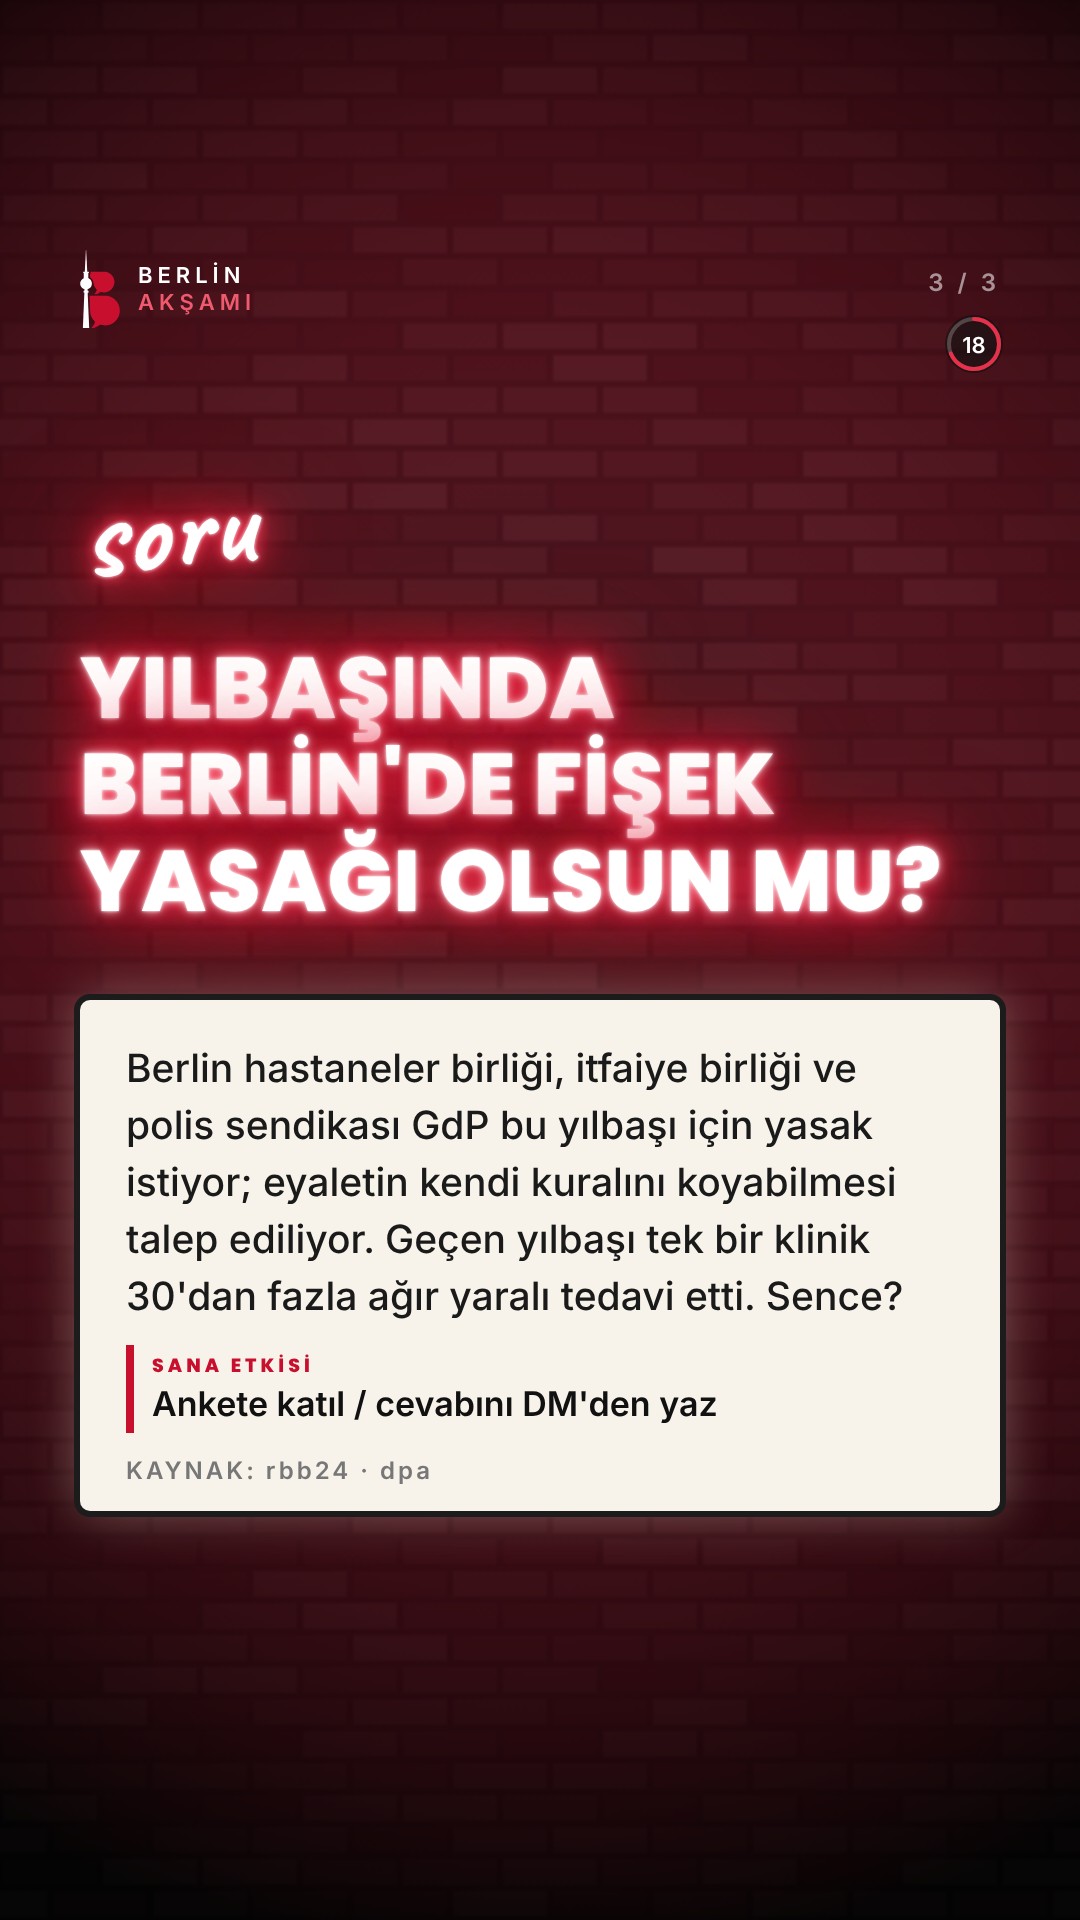 BERLİN
AKŞAMI
3 / 3
18
soru
YILBAŞINDA
BERLİN'DE FİŞEK
YASAĞI OLSUN MU?
Berlin hastaneler birliği, itfaiye birliği ve
polis sendikası GdP bu yılbaşı için yasak
istiyor; eyaletin kendi kuralını koyabilmesi
talep ediliyor. Geçen yılbaşı tek bir klinik
30'dan fazla ağır yaralı tedavi etti. Sence?
SANA ETKİSİ
Ankete katıl / cevabını DM'den yaz
KAYNAK: rbb24 · dpa